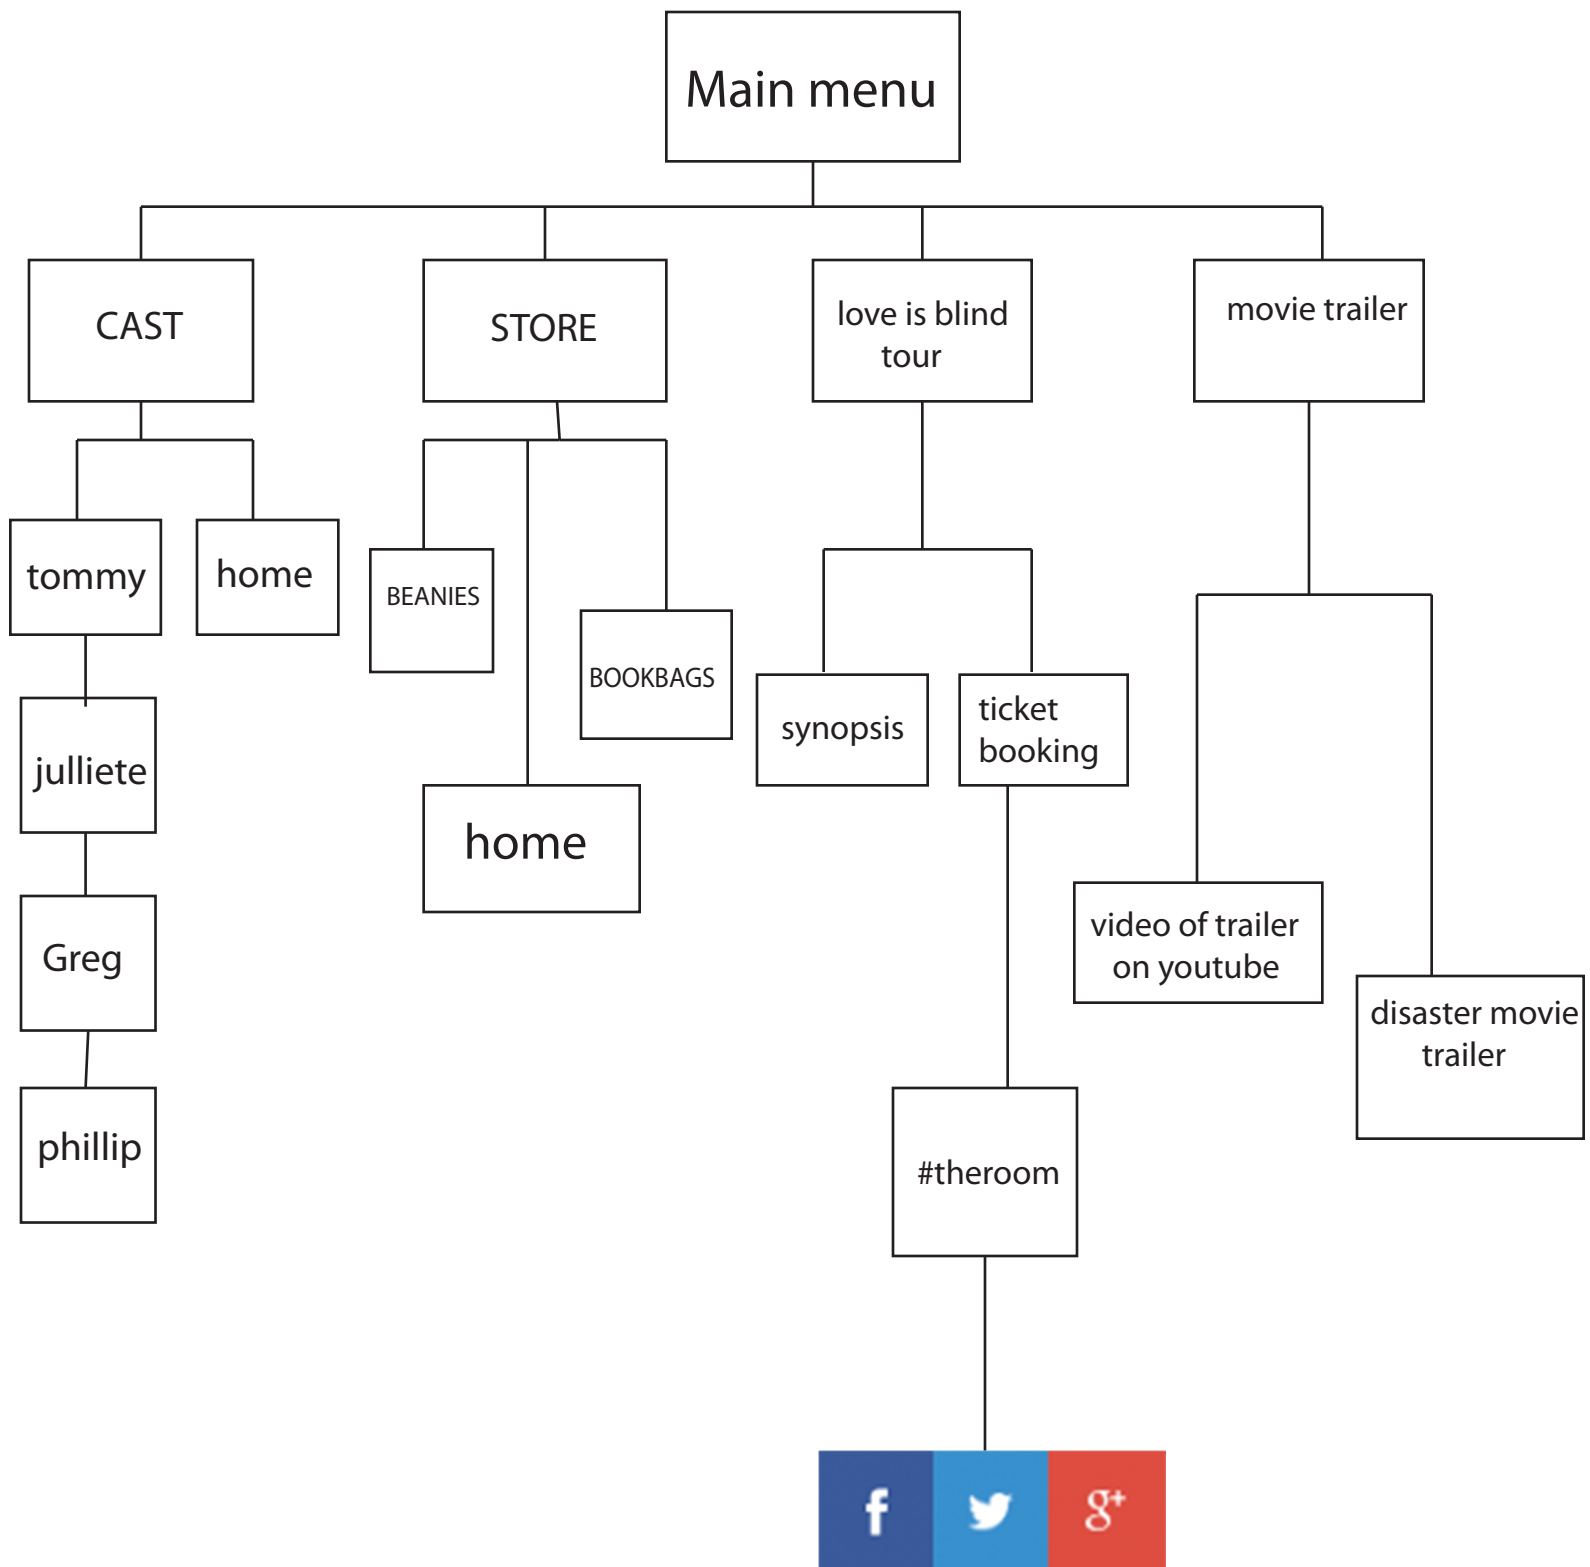 Main menu
CAST
STORE
love is blind
tour
movie trailer
tommy
home
BEANIES
BOOKBAGS
synopsis
ticket
booking
julliete
home
video of trailer
on youtube
Greg
disaster movie
trailer
phillip
#theroom
f
g+